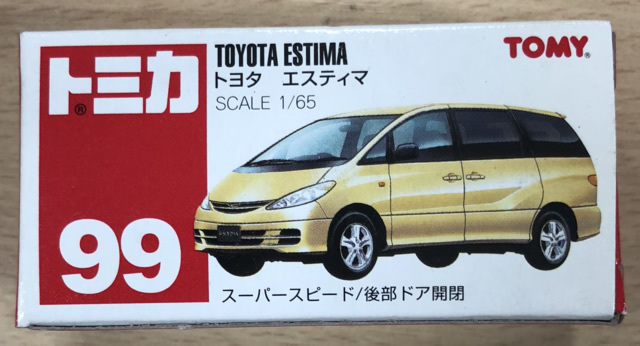 トミカ®
TOYOTA ESTIMA
トヨタ エスティマ
SCALE 1/65
TOMY®
99
スーパースピード/後部ドア開閉